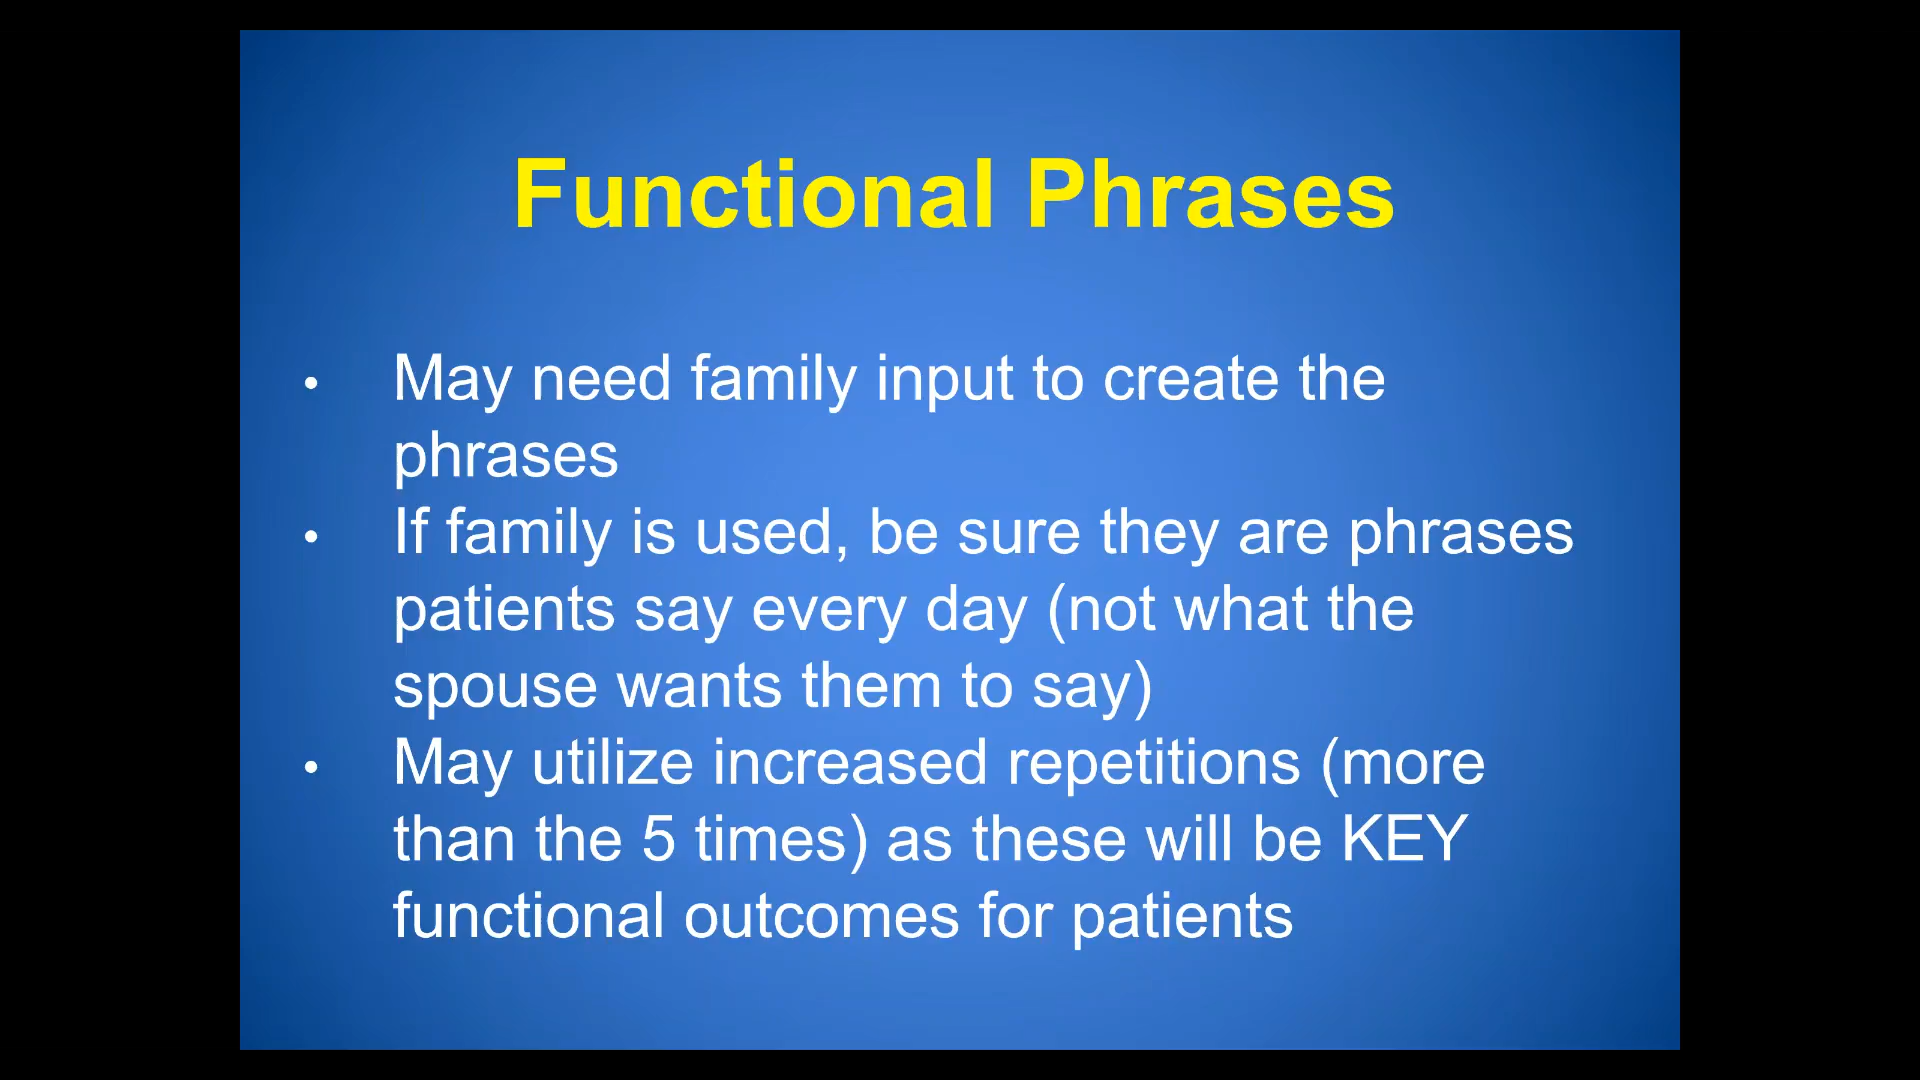 Functional Phrases
• May need family input to create the
phrases
• If family is used, be sure they are phrases
patients say every day (not what the
spouse wants them to say)
• May utilize increased repetitions (more
than the 5 times) as these will be KEY
functional outcomes for patients